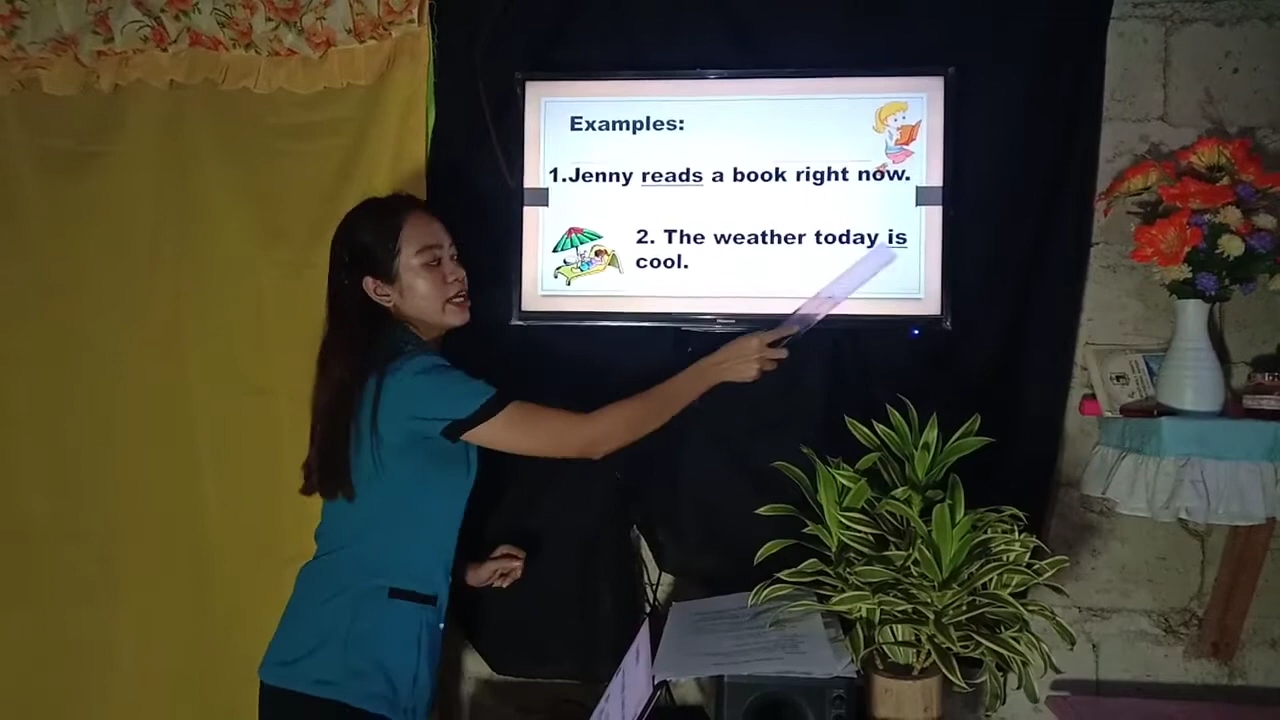 Examples:
1.Jenny reads a book right now.
2. The weather today is
cool.